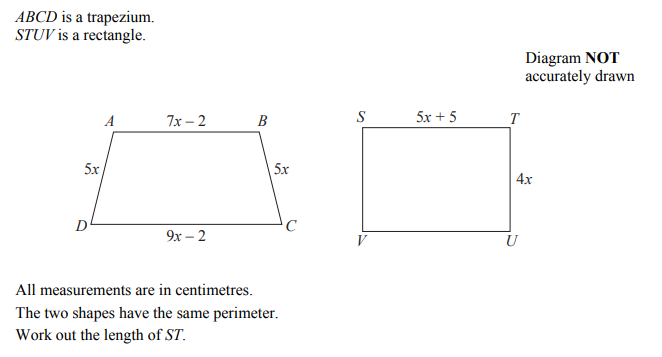 ABCD is a trapezium.
STUV is a rectangle.
Diagram NOT
accurately drawn
A 7x – 2 B
5x 5x
D C
9x – 2
S 5x + 5 T
4x
V U
All measurements are in centimetres.
The two shapes have the same perimeter.
Work out the length of ST.